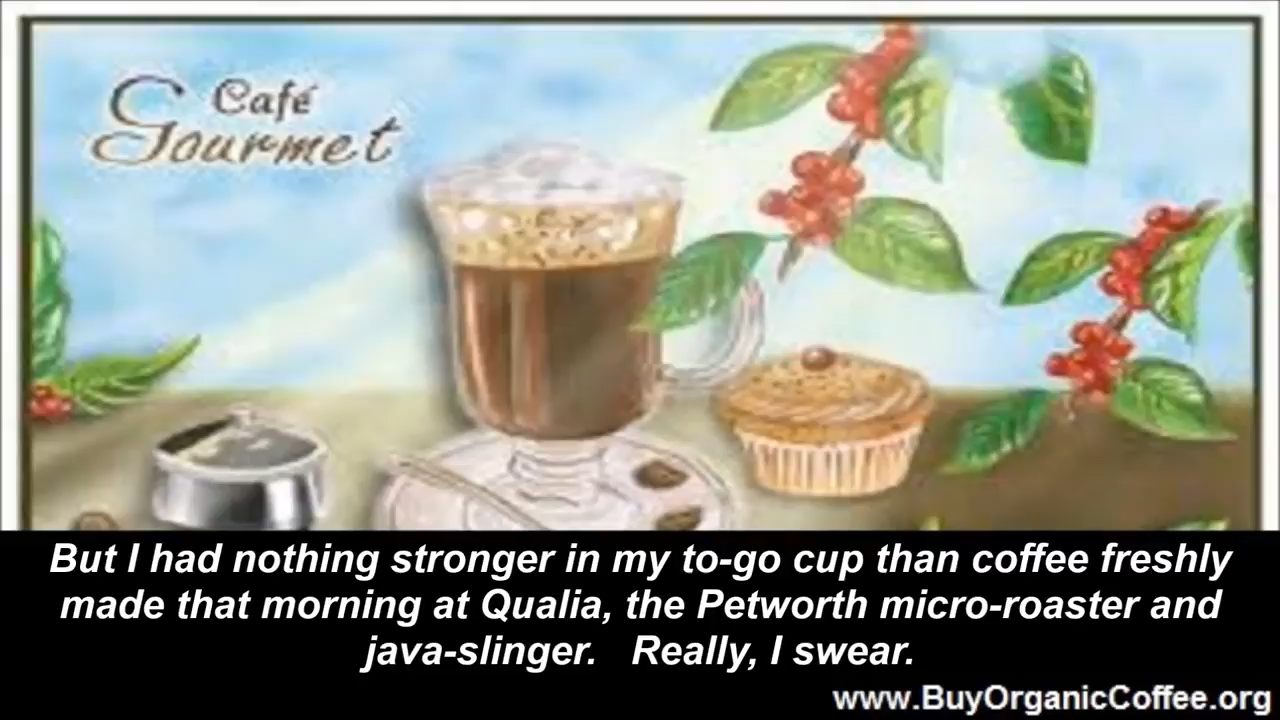 Café
Gourmet
But I had nothing stronger in my to-go cup than coffee freshly
made that morning at Qualia, the Petworth micro-roaster and
java-slinger.   Really, I swear.
www.BuyOrganicCoffee.org